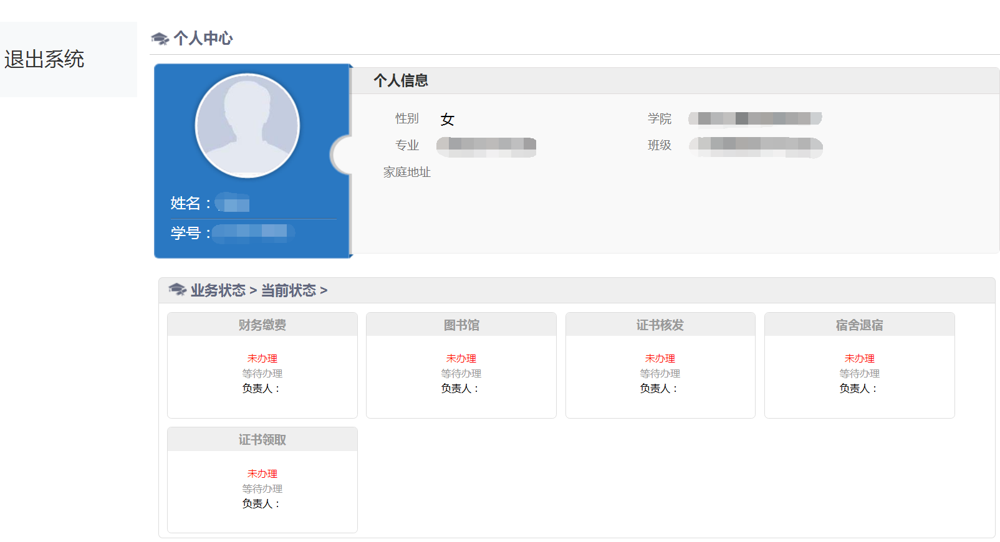 退出系统
个人中心
个人信息
性别 女
学院
专业
班级
家庭地址
姓名：
学号：
业务状态 > 当前状态 >
财务缴费
未办理
等待办理
负责人：
图书馆
未办理
等待办理
负责人：
证书核发
未办理
等待办理
负责人：
宿舍退宿
未办理
等待办理
负责人：
证书领取
未办理
等待办理
负责人：